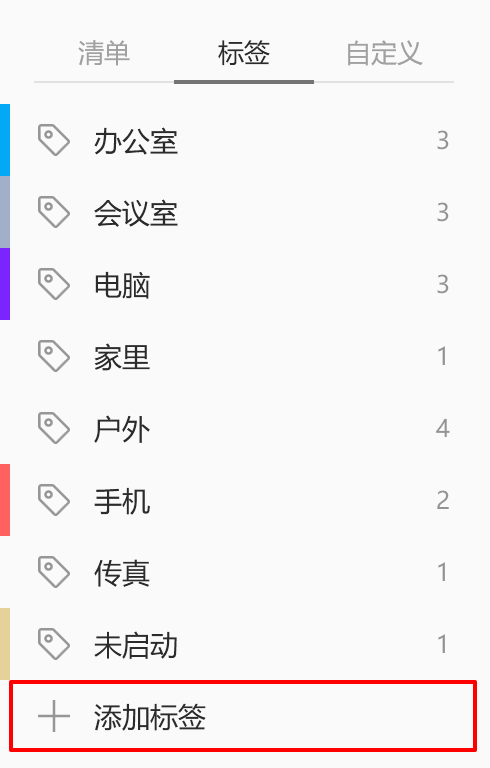 清单 标签 自定义
办公室 3
会议室 3
电脑 3
家里 1
户外 4
手机 2
传真 1
未启动 1
添加标签